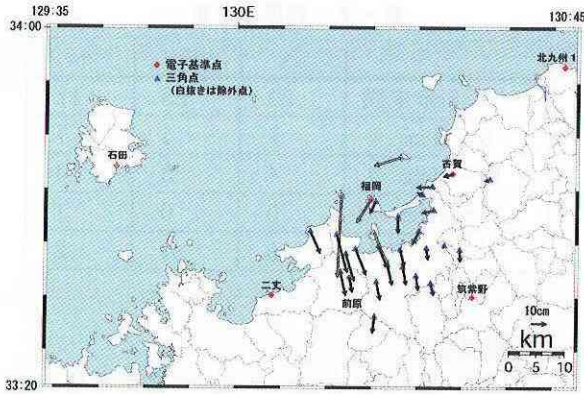 129:35
130E
130:45
34:00
北九州1
電子基準点
三角点
(白抜きは除外点)
石田
古賀
福岡
二丈
前原
筑紫野
10cm
km
0 5 10
33:20